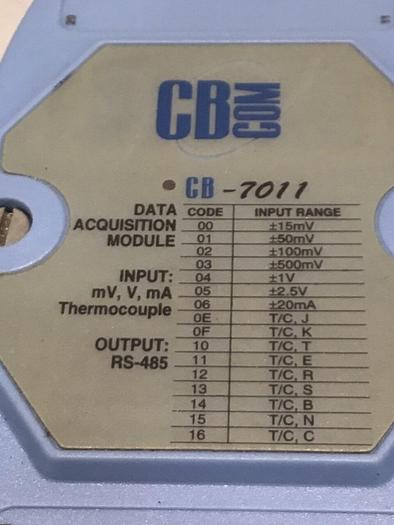 CB COM
CB -7011
DATA
ACQUISITION
MODULE
INPUT:
mV, V, mA
Thermocouple
OUTPUT:
RS-485
CODE INPUT RANGE
00 ±15mV
01 ±50mV
02 ±100mV
03 ±500mV
04 ±1V
05 ±2.5V
06 ±20mA
0E T/C, J
0F T/C, K
10 T/C, T
11 T/C, E
12 T/C, R
13 T/C, S
14 T/C, B
15 T/C, N
16 T/C, C